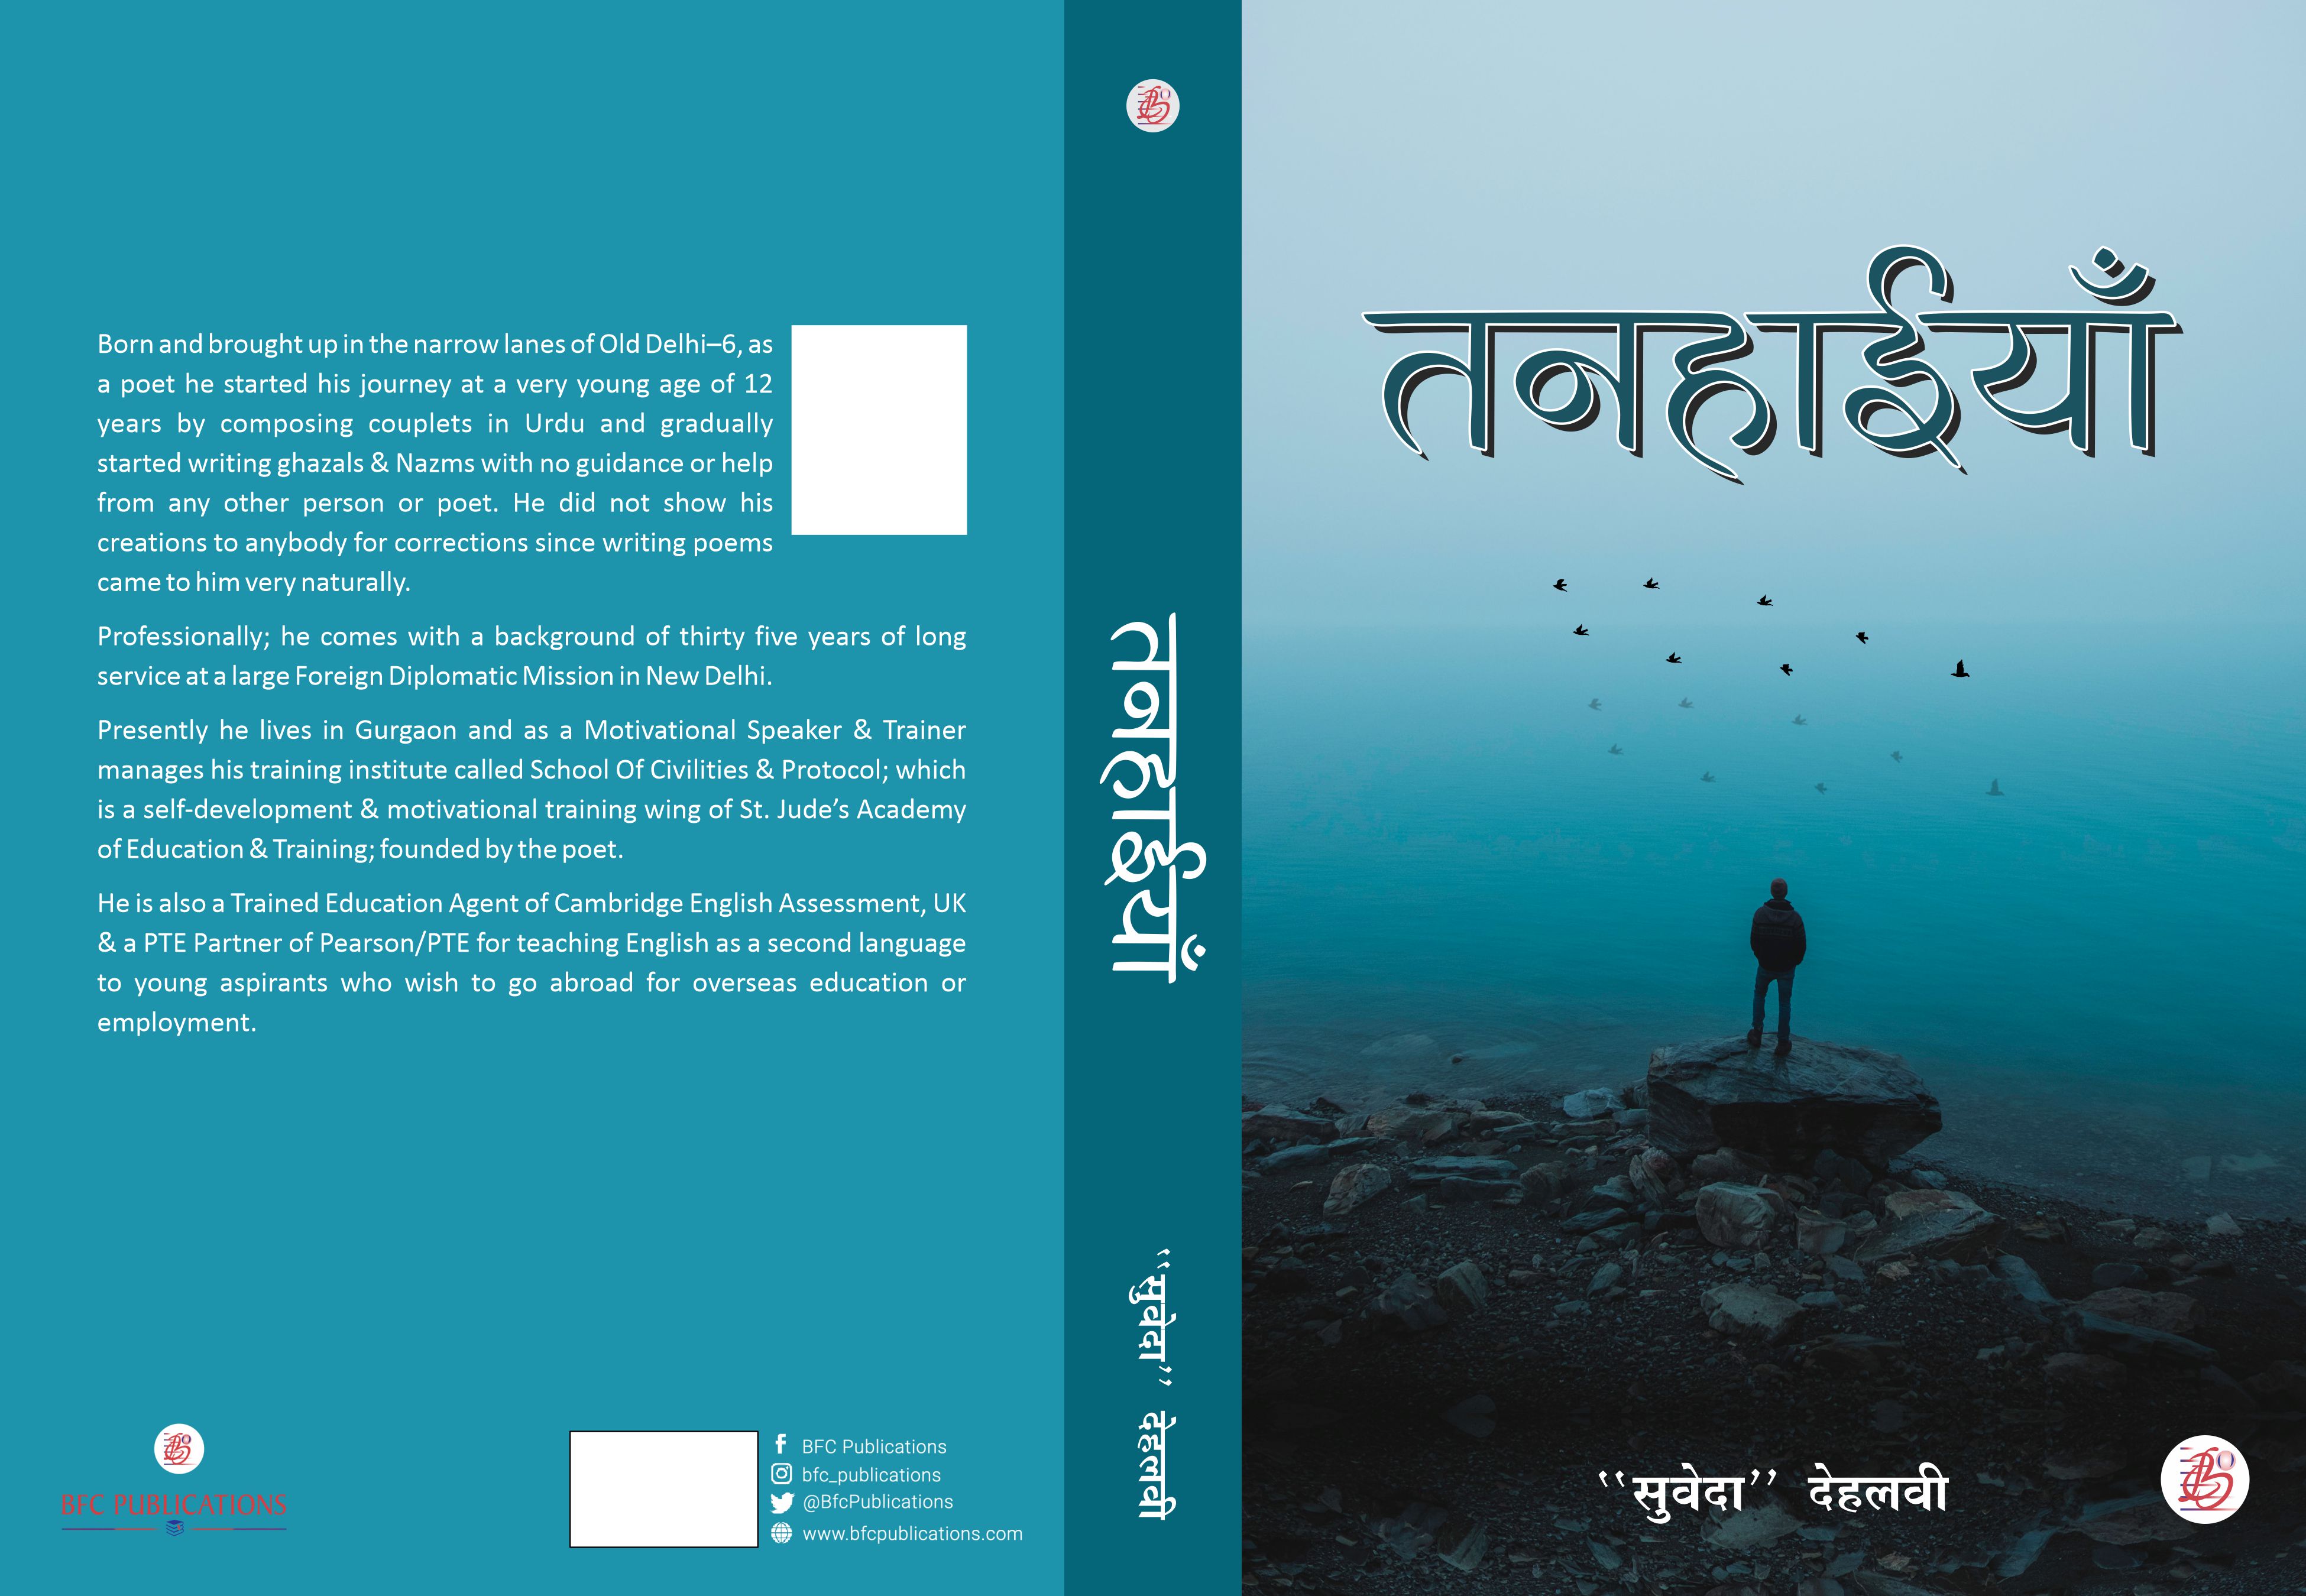 Born and brought up in the narrow lanes of Old Delhi–6, as
a poet he started his journey at a very young age of 12
years by composing couplets in Urdu and gradually
started writing ghazals & Nazms with no guidance or help
from any other person or poet. He did not show his
creations to anybody for corrections since writing poems
came to him very naturally.
Professionally; he comes with a background of thirty five years of long
service at a large Foreign Diplomatic Mission in New Delhi.
Presently he lives in Gurgaon and as a Motivational Speaker & Trainer
manages his training institute called School Of Civilities & Protocol; which
is a self-development & motivational training wing of St. Jude’s Academy
of Education & Training; founded by the poet.
He is also a Trained Education Agent of Cambridge English Assessment, UK
& a PTE Partner of Pearson/PTE for teaching English as a second language
to young aspirants who wish to go abroad for overseas education or
employment.
BFC PUBLICATIONS
BFC Publications
bfc_publications
@BfcPublications
www.bfcpublications.com
तनहाईयाँ
‘‘सुवेदा’’ देहलवी
तनहाईयाँ
‘‘सुवेदा’’ देहलवी